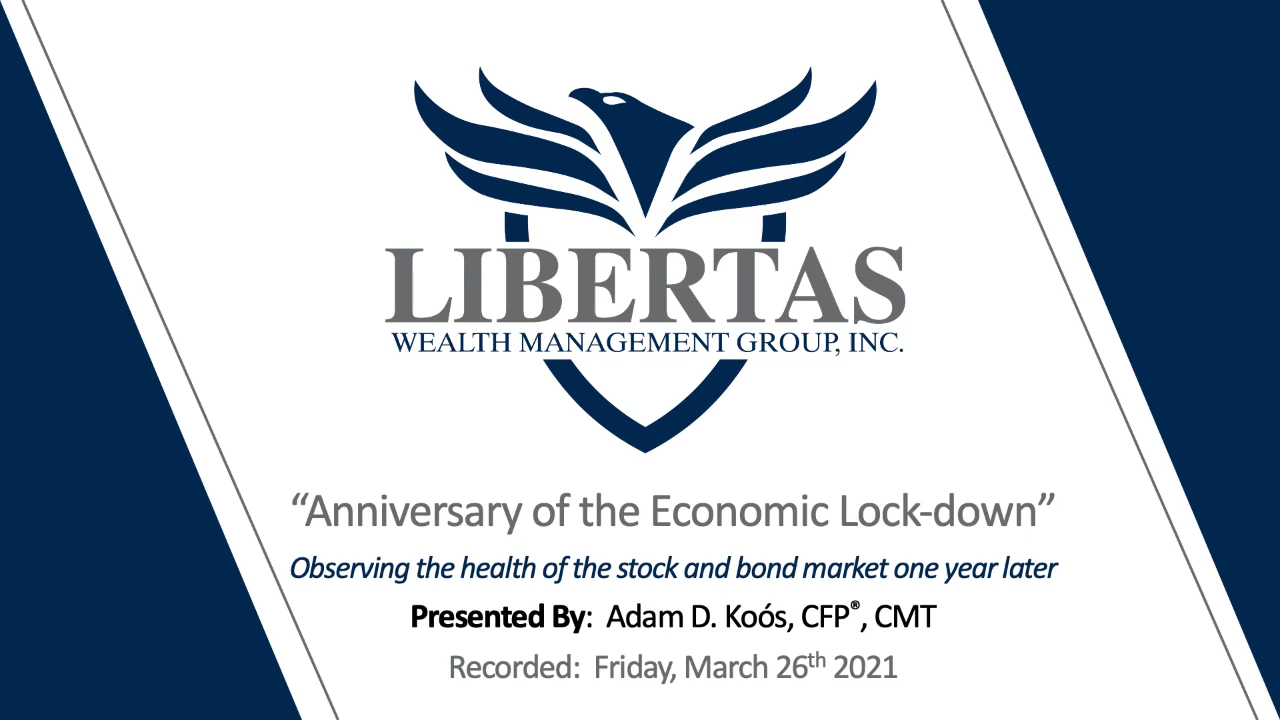 LIBERTAS
WEALTH MANAGEMENT GROUP, INC.
“Anniversary of the Economic Lock-down”
Observing the health of the stock and bond market one year later
Presented By: Adam D. Koós, CFP®, CMT
Recorded: Friday, March 26th 2021